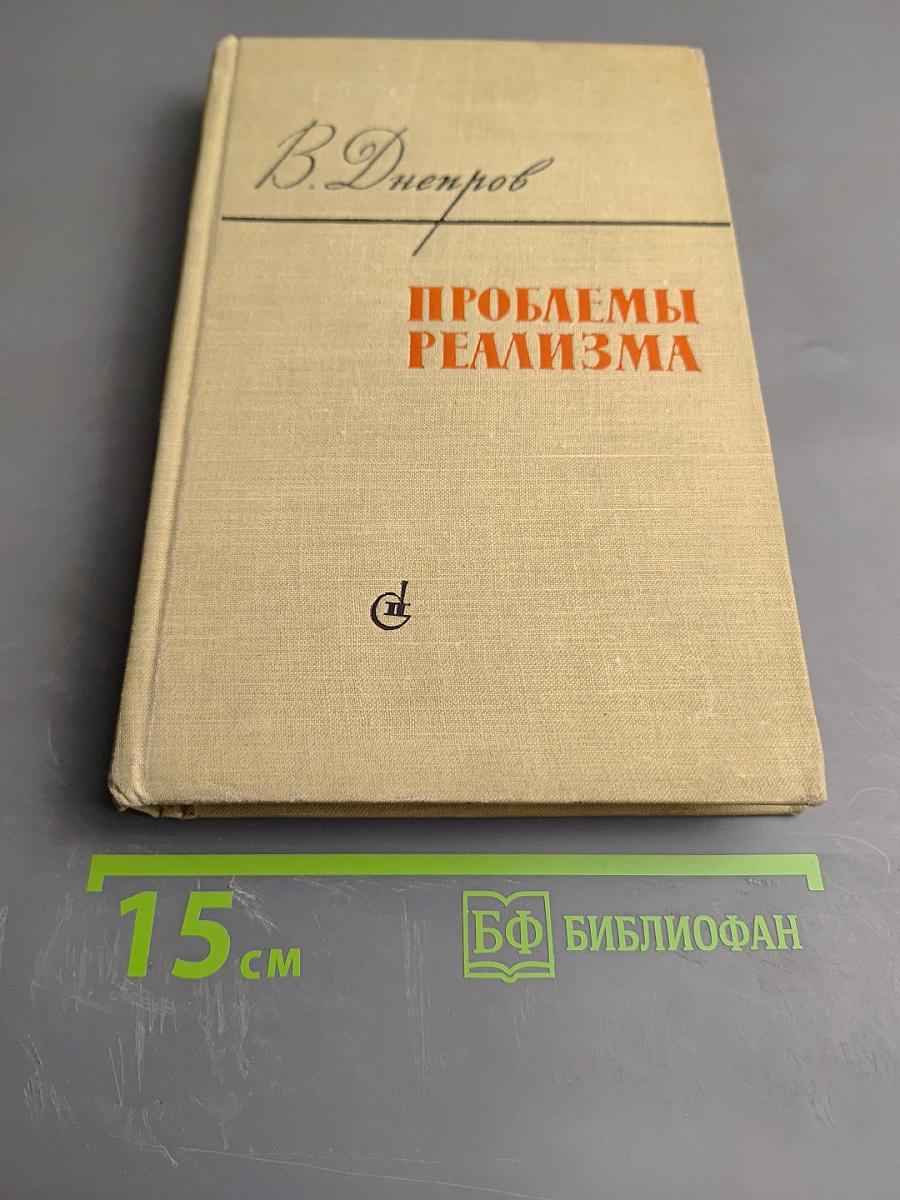 В. Днепров
ПРОБЛЕМЫ
РЕАЛИЗМА
15 см
БФ БИБЛИОФАН